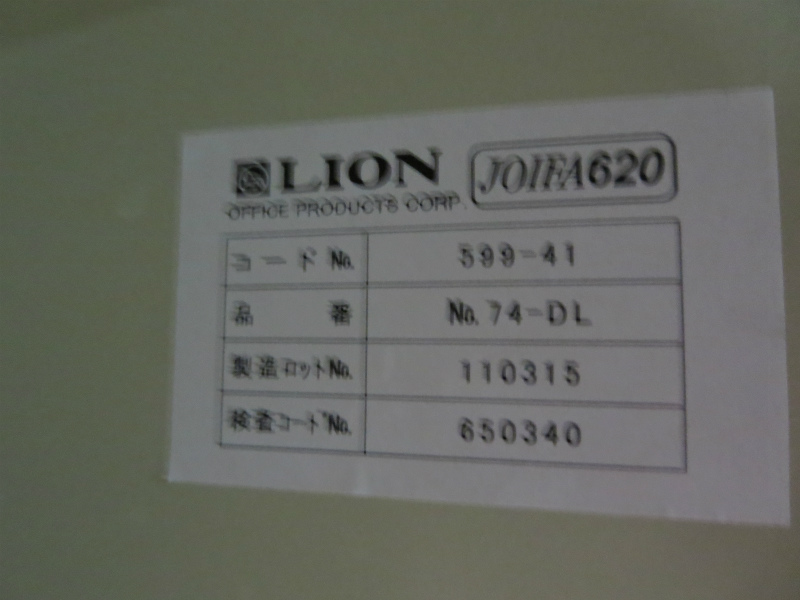 LION JOIFA620
OFFICE PRODUCTS CORP.
コードNo. 599-41
品番 No.74-DL
製造ロットNo. 110315
検査コードNo. 650340